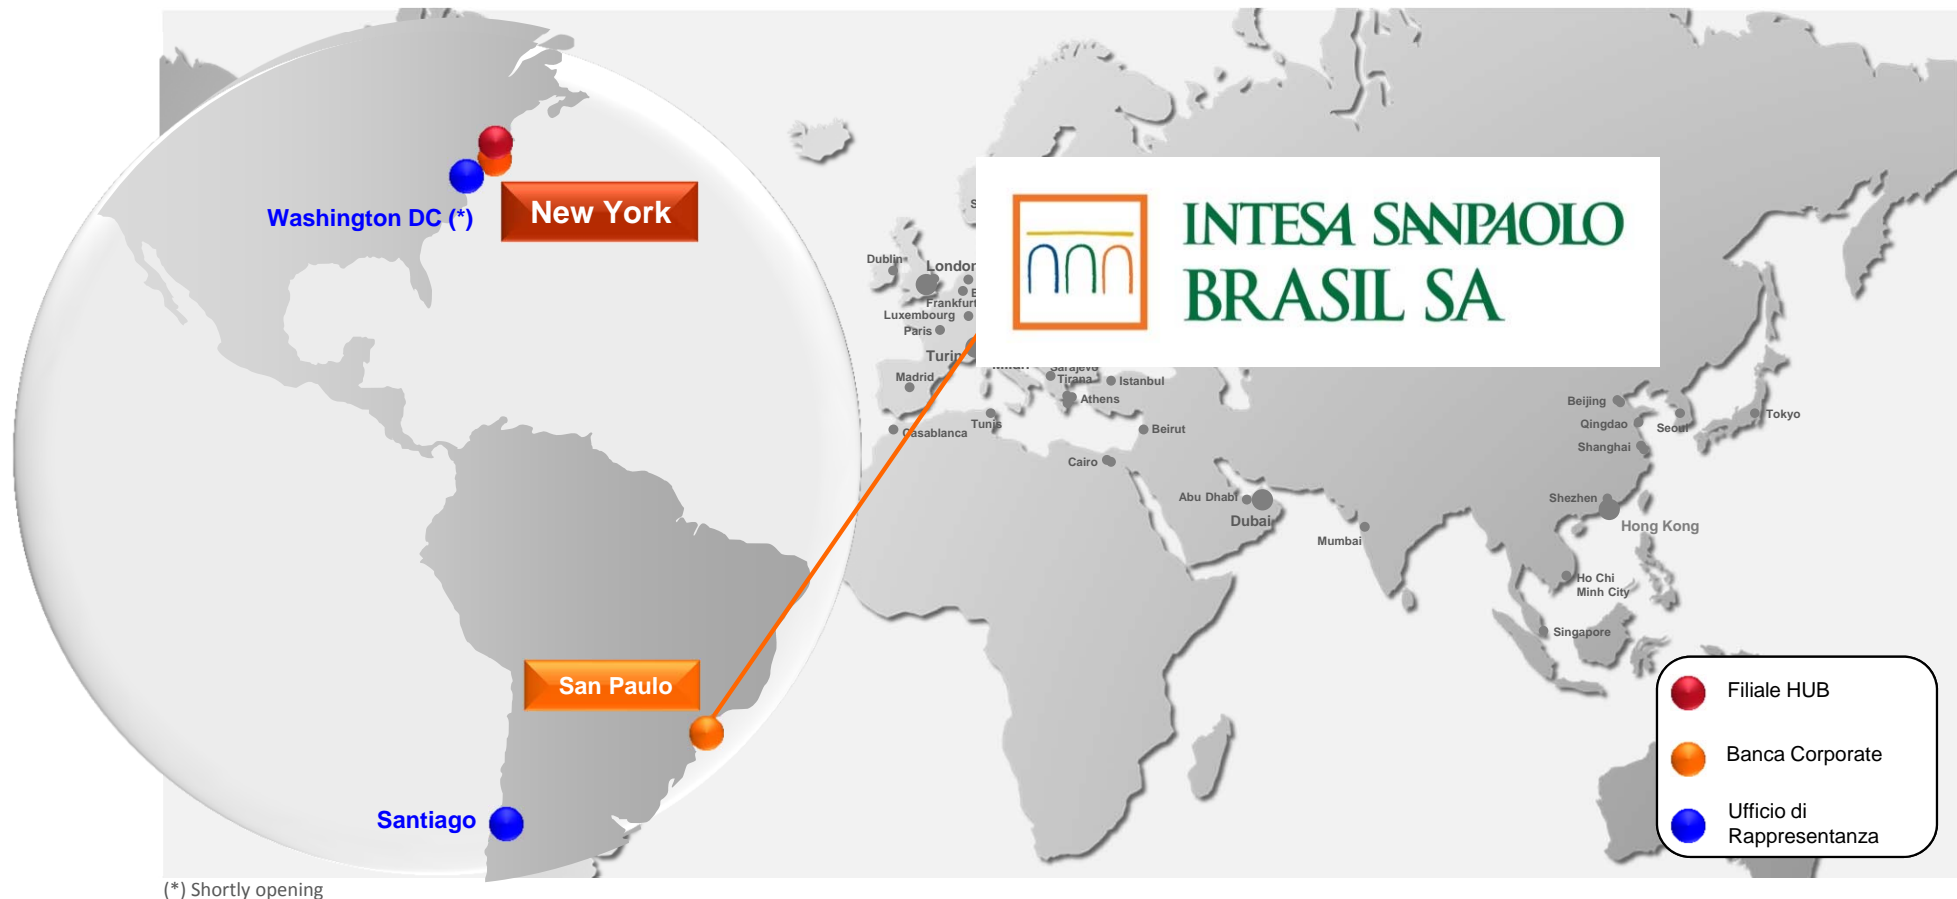 Washington DC (*)
New York
INTESA SANPAOLO
BRASIL SA
Dublin
London
Frankfurt
Luxembourg
Paris
Turin
Madrid
Sarajevo
Tirana
Istanbul
Athens
Tunis
Casablanca
Beirut
Cairo
Abu Dhabi
Dubai
Mumbai
Beijing
Qingdao
Seoul
Tokyo
Shanghai
Shezhen
Hong Kong
Ho Chi
Minh City
Singapore
San Paulo
Santiago
Filiale HUB
Banca Corporate
Ufficio di
Rappresentanza
(*) Shortly opening